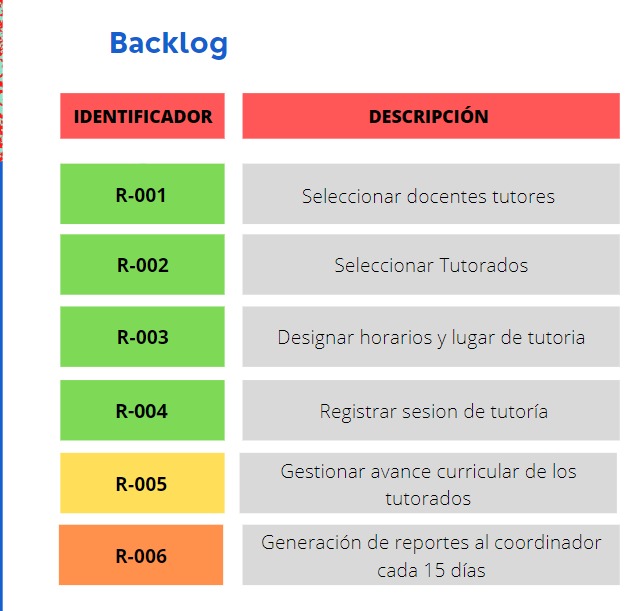 Backlog
IDENTIFICADOR DESCRIPCIÓN
R-001 Seleccionar docentes tutores
R-002 Seleccionar Tutorados
R-003 Designar horarios y lugar de tutoria
R-004 Registrar sesion de tutoría
R-005 Gestionar avance curricular de los
tutorados
R-006 Generación de reportes al coordinador
cada 15 días